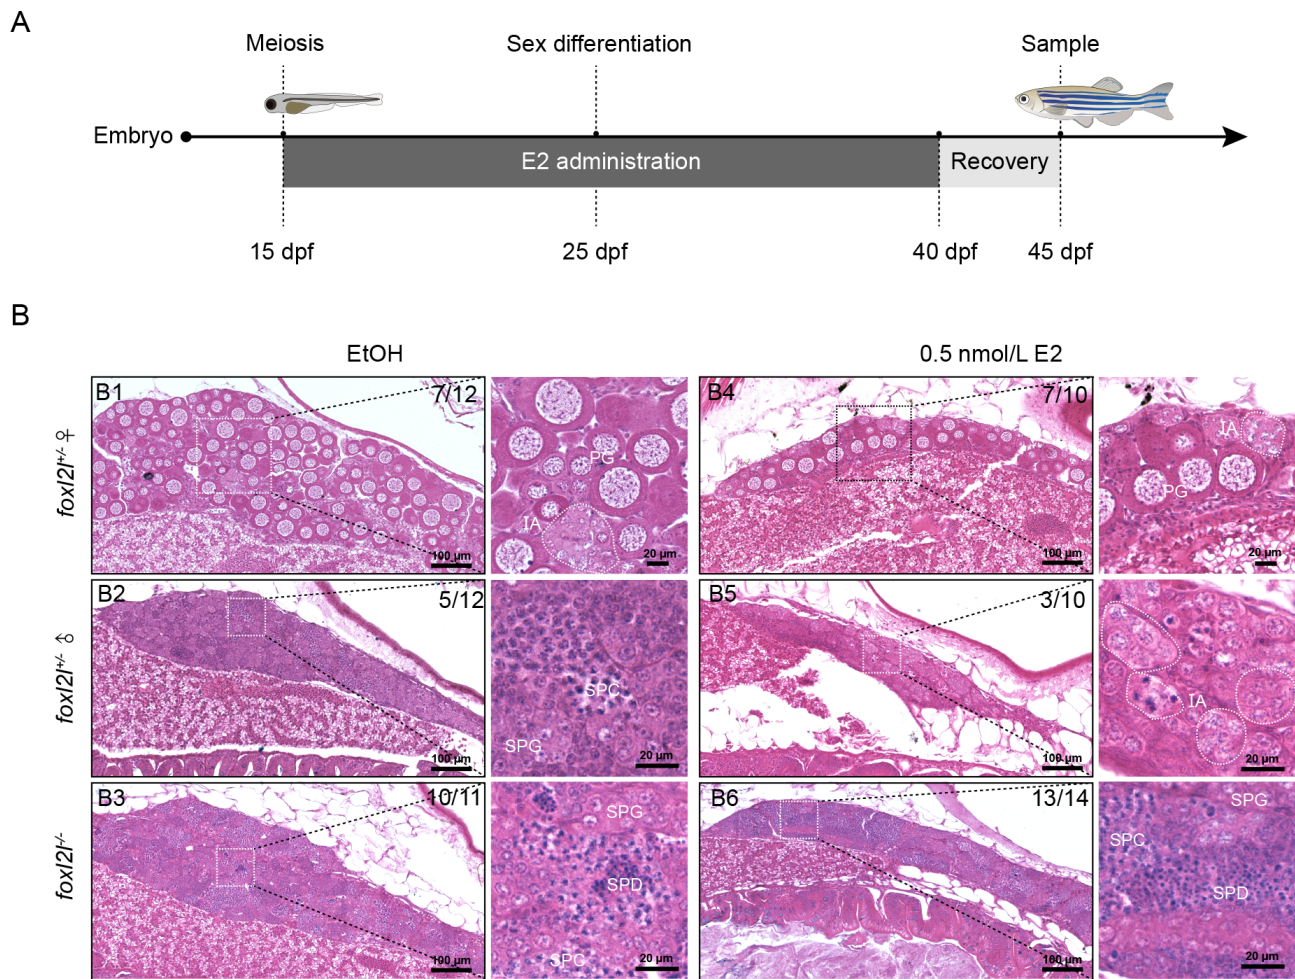 A
Meiosis
Sex differentiation
Sample
Embryo
E2 administration
Recovery
15 dpf
25 dpf
40 dpf
45 dpf
B
EtOH
0.5 nmol/L E2
foxl2l+/- ♀
B1
7/12
100 µm
PG
IA
20 µm
B4
7/10
100 µm
IA
PG
20 µm
foxl2l+/- ♂
B2
5/12
100 µm
SPC
SPG
20 µm
B5
3/10
100 µm
IA
20 µm
foxl2l-/-
B3
10/11
100 µm
SPG
SPD
SPC
20 µm
B6
13/14
100 µm
SPG
SPC
SPD
20 µm